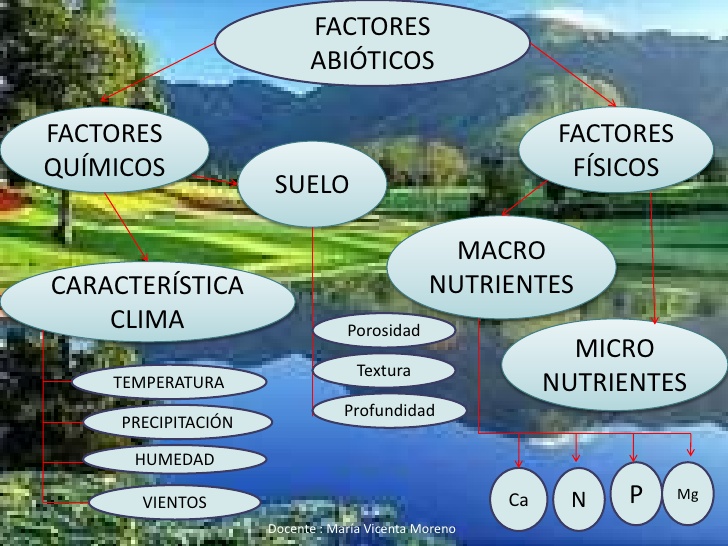 FACTORES
ABIÓTICOS
FACTORES
QUÍMICOS
FACTORES
FÍSICOS
SUELO
MACRO
NUTRIENTES
CARACTERÍSTICA
CLIMA
Porosidad
MICRO
NUTRIENTES
Textura
TEMPERATURA
Profundidad
PRECIPITACIÓN
HUMEDAD
VIENTOS
Ca
N
P
Mg
Docente : María Vicenta Moreno